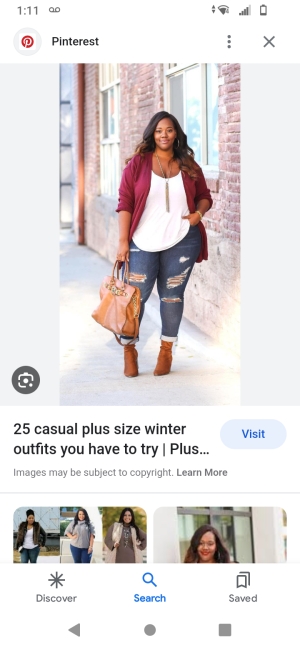 1:11
Pinterest
25 casual plus size winter
outfits you have to try | Plus...
Visit
Images may be subject to copyright. Learn More
Discover
Search
Saved